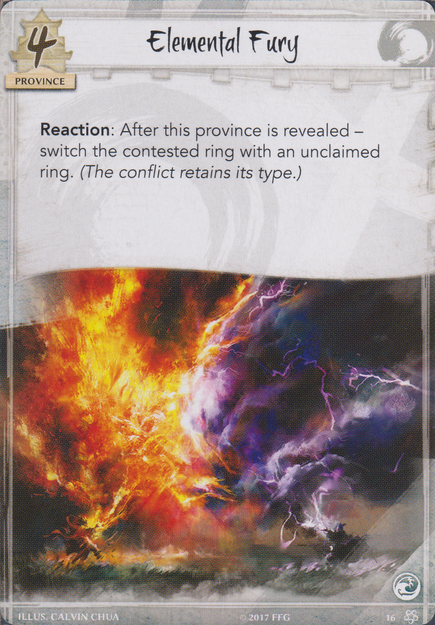 4
Elemental Fury
PROVINCE
Reaction: After this province is revealed –
switch the contested ring with an unclaimed
ring. (The conflict retains its type.)
ILLUS. CALVIN CHUA
© 2017 FFG
16